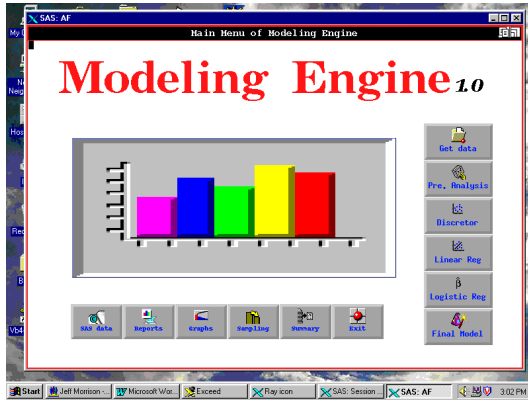 SAS: AF
Main Menu of Modeling Engine
Modeling Engine 1.0
Get data
Pre. Analysis
Discretor
Linear Reg
β
Logistic Reg
Final Model
SAS data
Reports
Graphs
Sampling
Summary
Exit
Start
Jeff Morrison -...
Microsoft Wor...
Exceed
Ray icon
SAS: Session ...
SAS: AF
3:02 PM